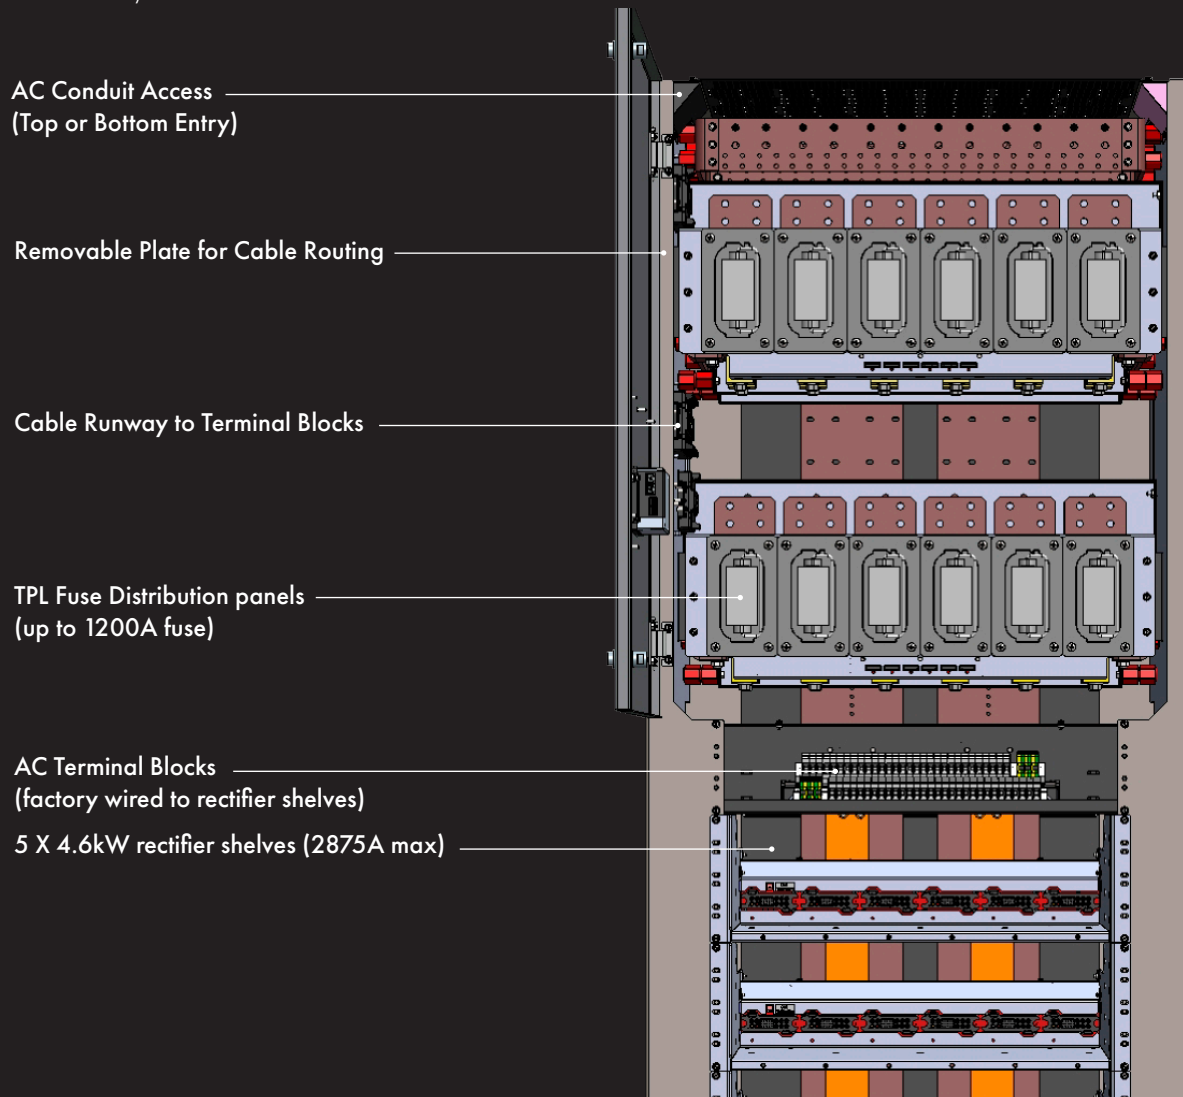 AC Conduit Access
(Top or Bottom Entry)
Removable Plate for Cable Routing
Cable Runway to Terminal Blocks
TPL Fuse Distribution panels
(up to 1200A fuse)
AC Terminal Blocks
(factory wired to rectifier shelves)
5 X 4.6kW rectifier shelves (2875A max)